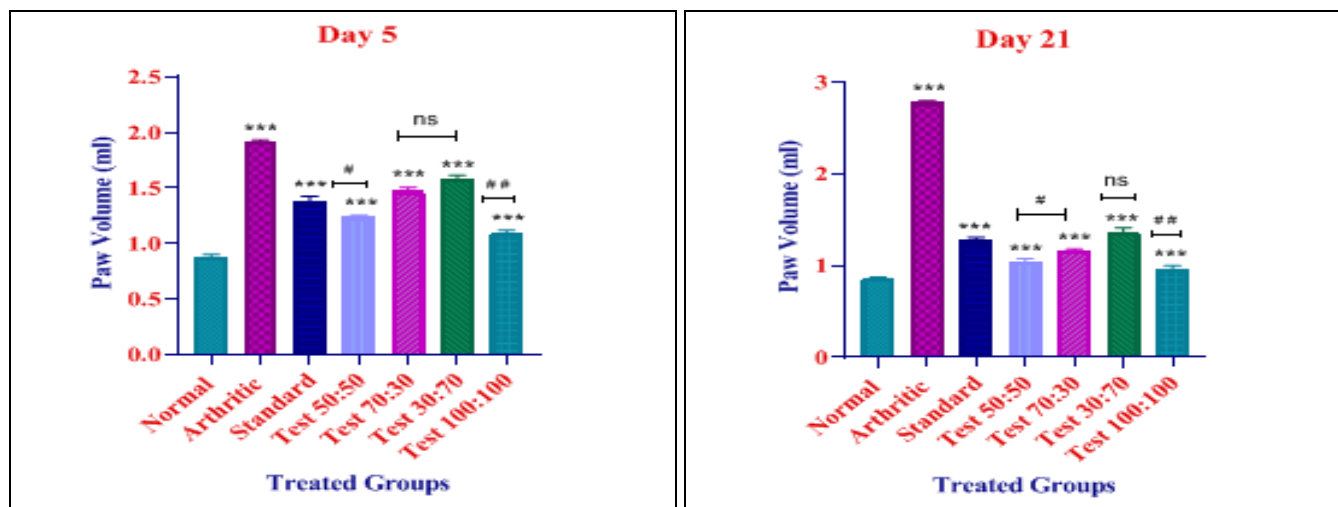 Day 5
Paw Volume (ml)
2.5
2.0
1.5
1.0
0.5
0.0
***
***
#
***
ns
***
***
##
***
Normal
Arthritic
Standard
Test 50:50
Test 70:30
Test 30:70
Test 100:100
Treated Groups
Day 21
Paw Volume (ml)
3
2
1
0
***
***
#
***
***
ns
***
##
***
Normal
Arthritic
Standard
Test 50:50
Test 70:30
Test 30:70
Test 100:100
Treated Groups